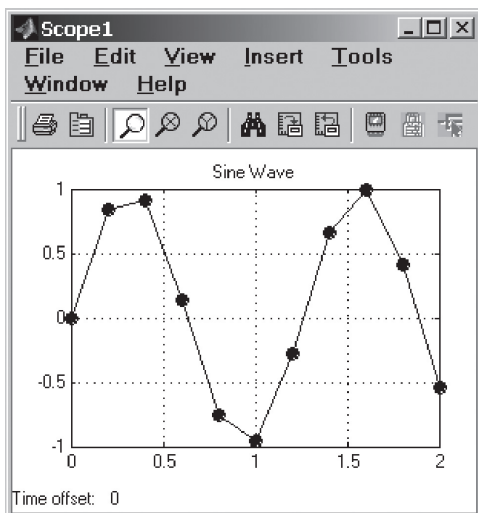 Scope1
File Edit View Insert Tools
Window Help
Sine Wave
1
0.5
0
-0.5
-1
0 0.5 1 1.5 2
Time offset: 0